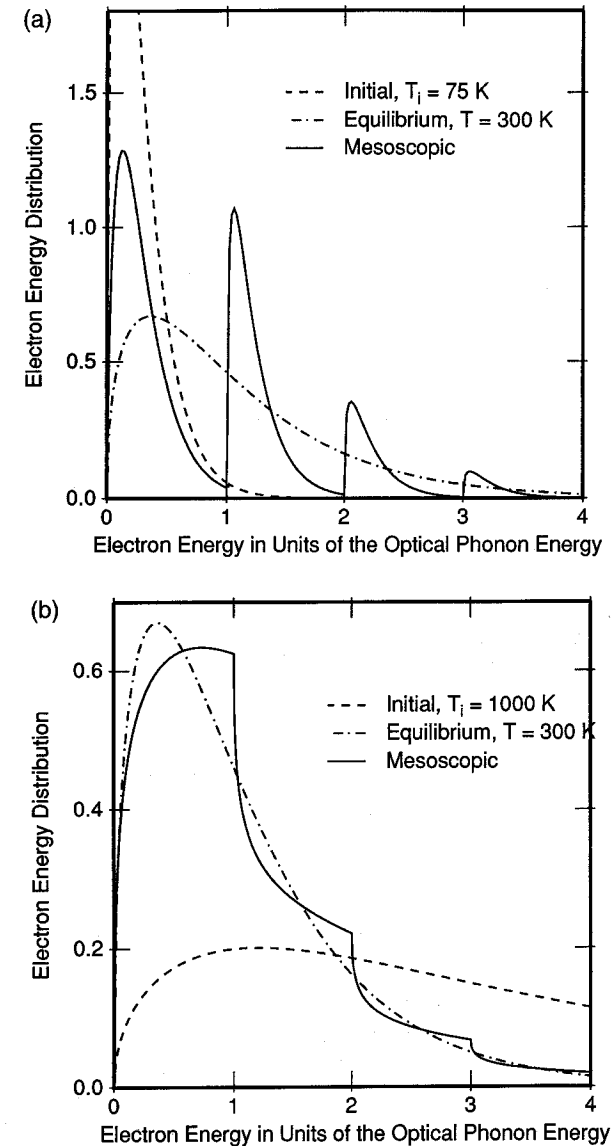 (a)
Electron Energy Distribution
1.5
1.0
0.5
0.0
Initial, Ti = 75 K
Equilibrium, T = 300 K
Mesoscopic
0 1 2 3 4
Electron Energy in Units of the Optical Phonon Energy
(b)
Electron Energy Distribution
0.6
0.4
0.2
0.0
Initial, Ti = 1000 K
Equilibrium, T = 300 K
Mesoscopic
0 1 2 3 4
Electron Energy in Units of the Optical Phonon Energy